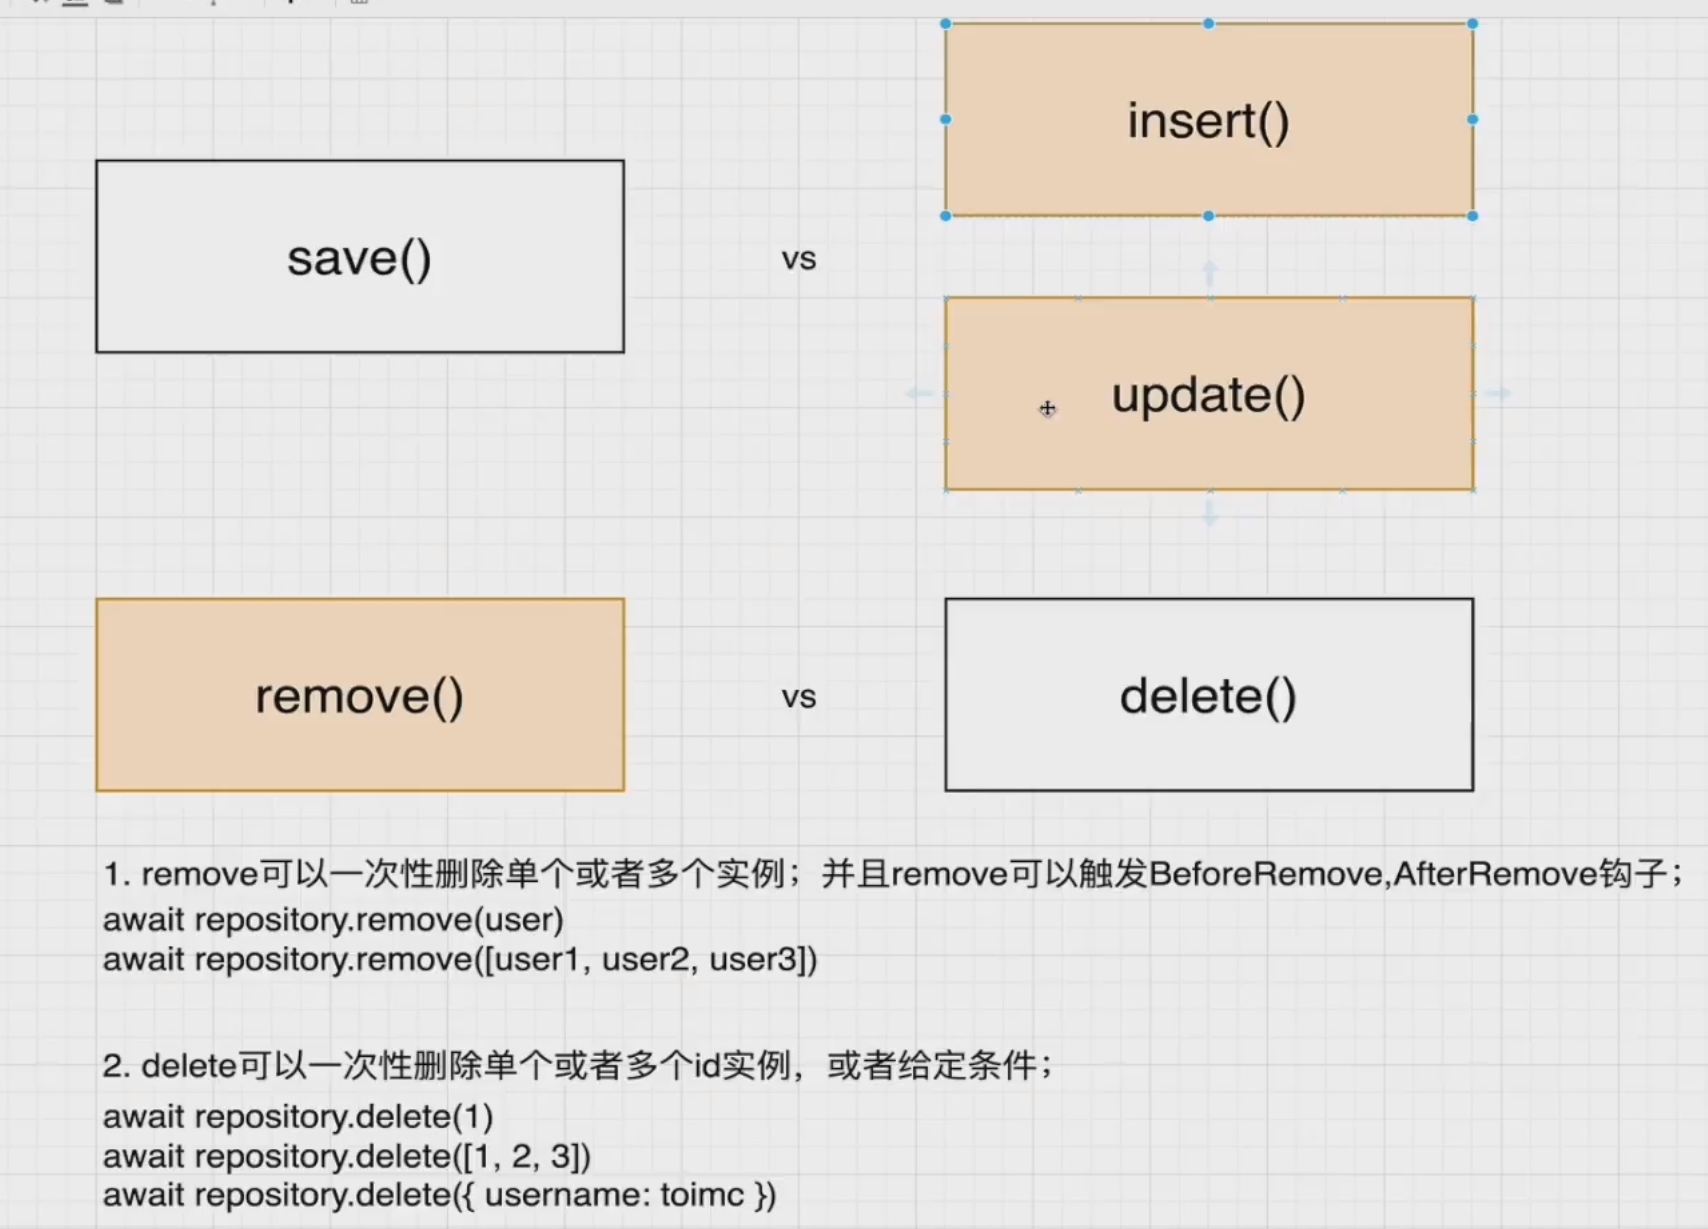 insert()
save()
vs
update()
remove()
vs
delete()
1. remove可以一次性删除单个或者多个实例；并且remove可以触发BeforeRemove,AfterRemove钩子；
await repository.remove(user)
await repository.remove([user1, user2, user3])
2. delete可以一次性删除单个或者多个id实例，或者给定条件；
await repository.delete(1)
await repository.delete([1, 2, 3])
await repository.delete({ username: toimc })